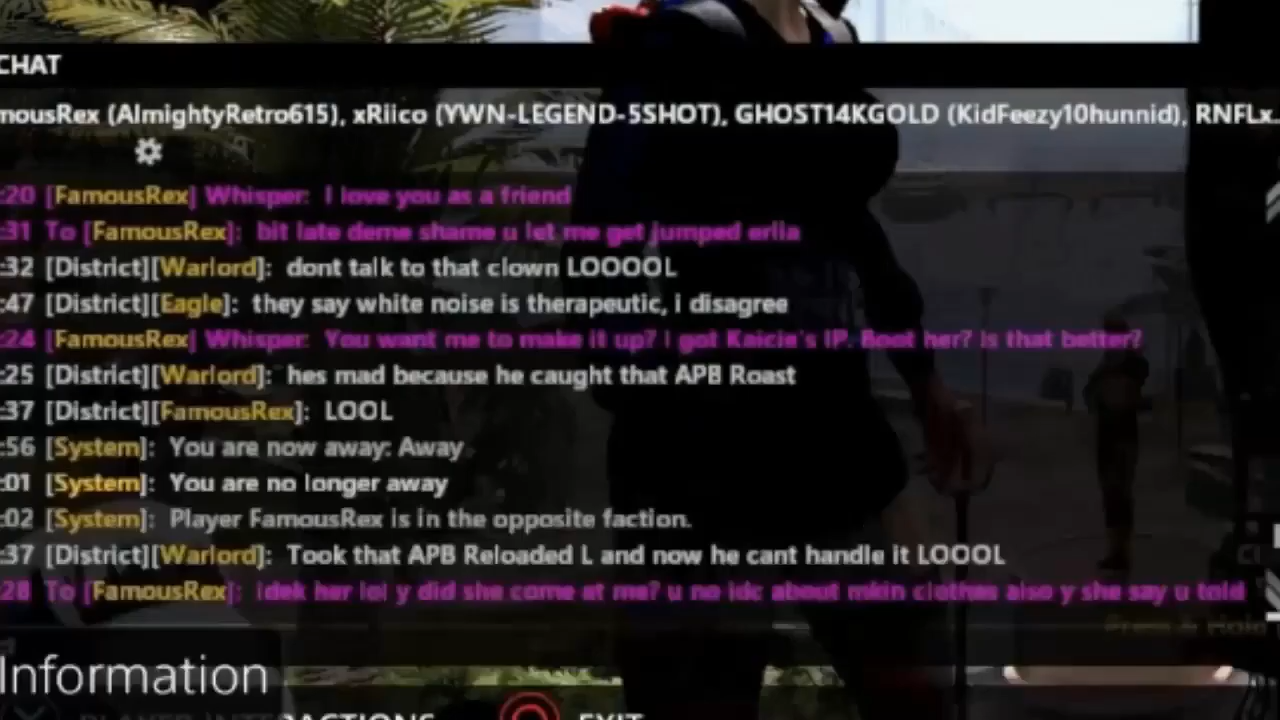 CHAT
mousRex (AlmightyRetro615), xRiico (YWN-LEGEND-5SHOT), GHOST14KGOLD (KidFeezy10hunnid), RNFLx..
:20 [FamousRex] Whisper: I love you as a friend
:31 To [FamousRex]: bit late deme shame u let me get jumped erlia
:32 [District][Warlord]: dont talk to that clown LOOOOL
:47 [District][Eagle]: they say white noise is therapeutic, i disagree
:24 [FamousRex] Whisper: You want me to make it up? I got Kaicie's IP. Boot her? Is that better?
:25 [District][Warlord]: hes mad because he caught that APB Roast
:37 [District][FamousRex]: LOOL
:56 [System]: You are now away: Away
:01 [System]: You are no longer away
:02 [System]: Player FamousRex is in the opposite faction.
:37 [District][Warlord]: Took that APB Reloaded L and now he cant handle it LOOOL
:28 To [FamousRex]: idek her lol y did she come at me? u no idc about mkin clothes also y she say u told
Press & Hold
Information
PLAYER INTERACTIONS EXIT